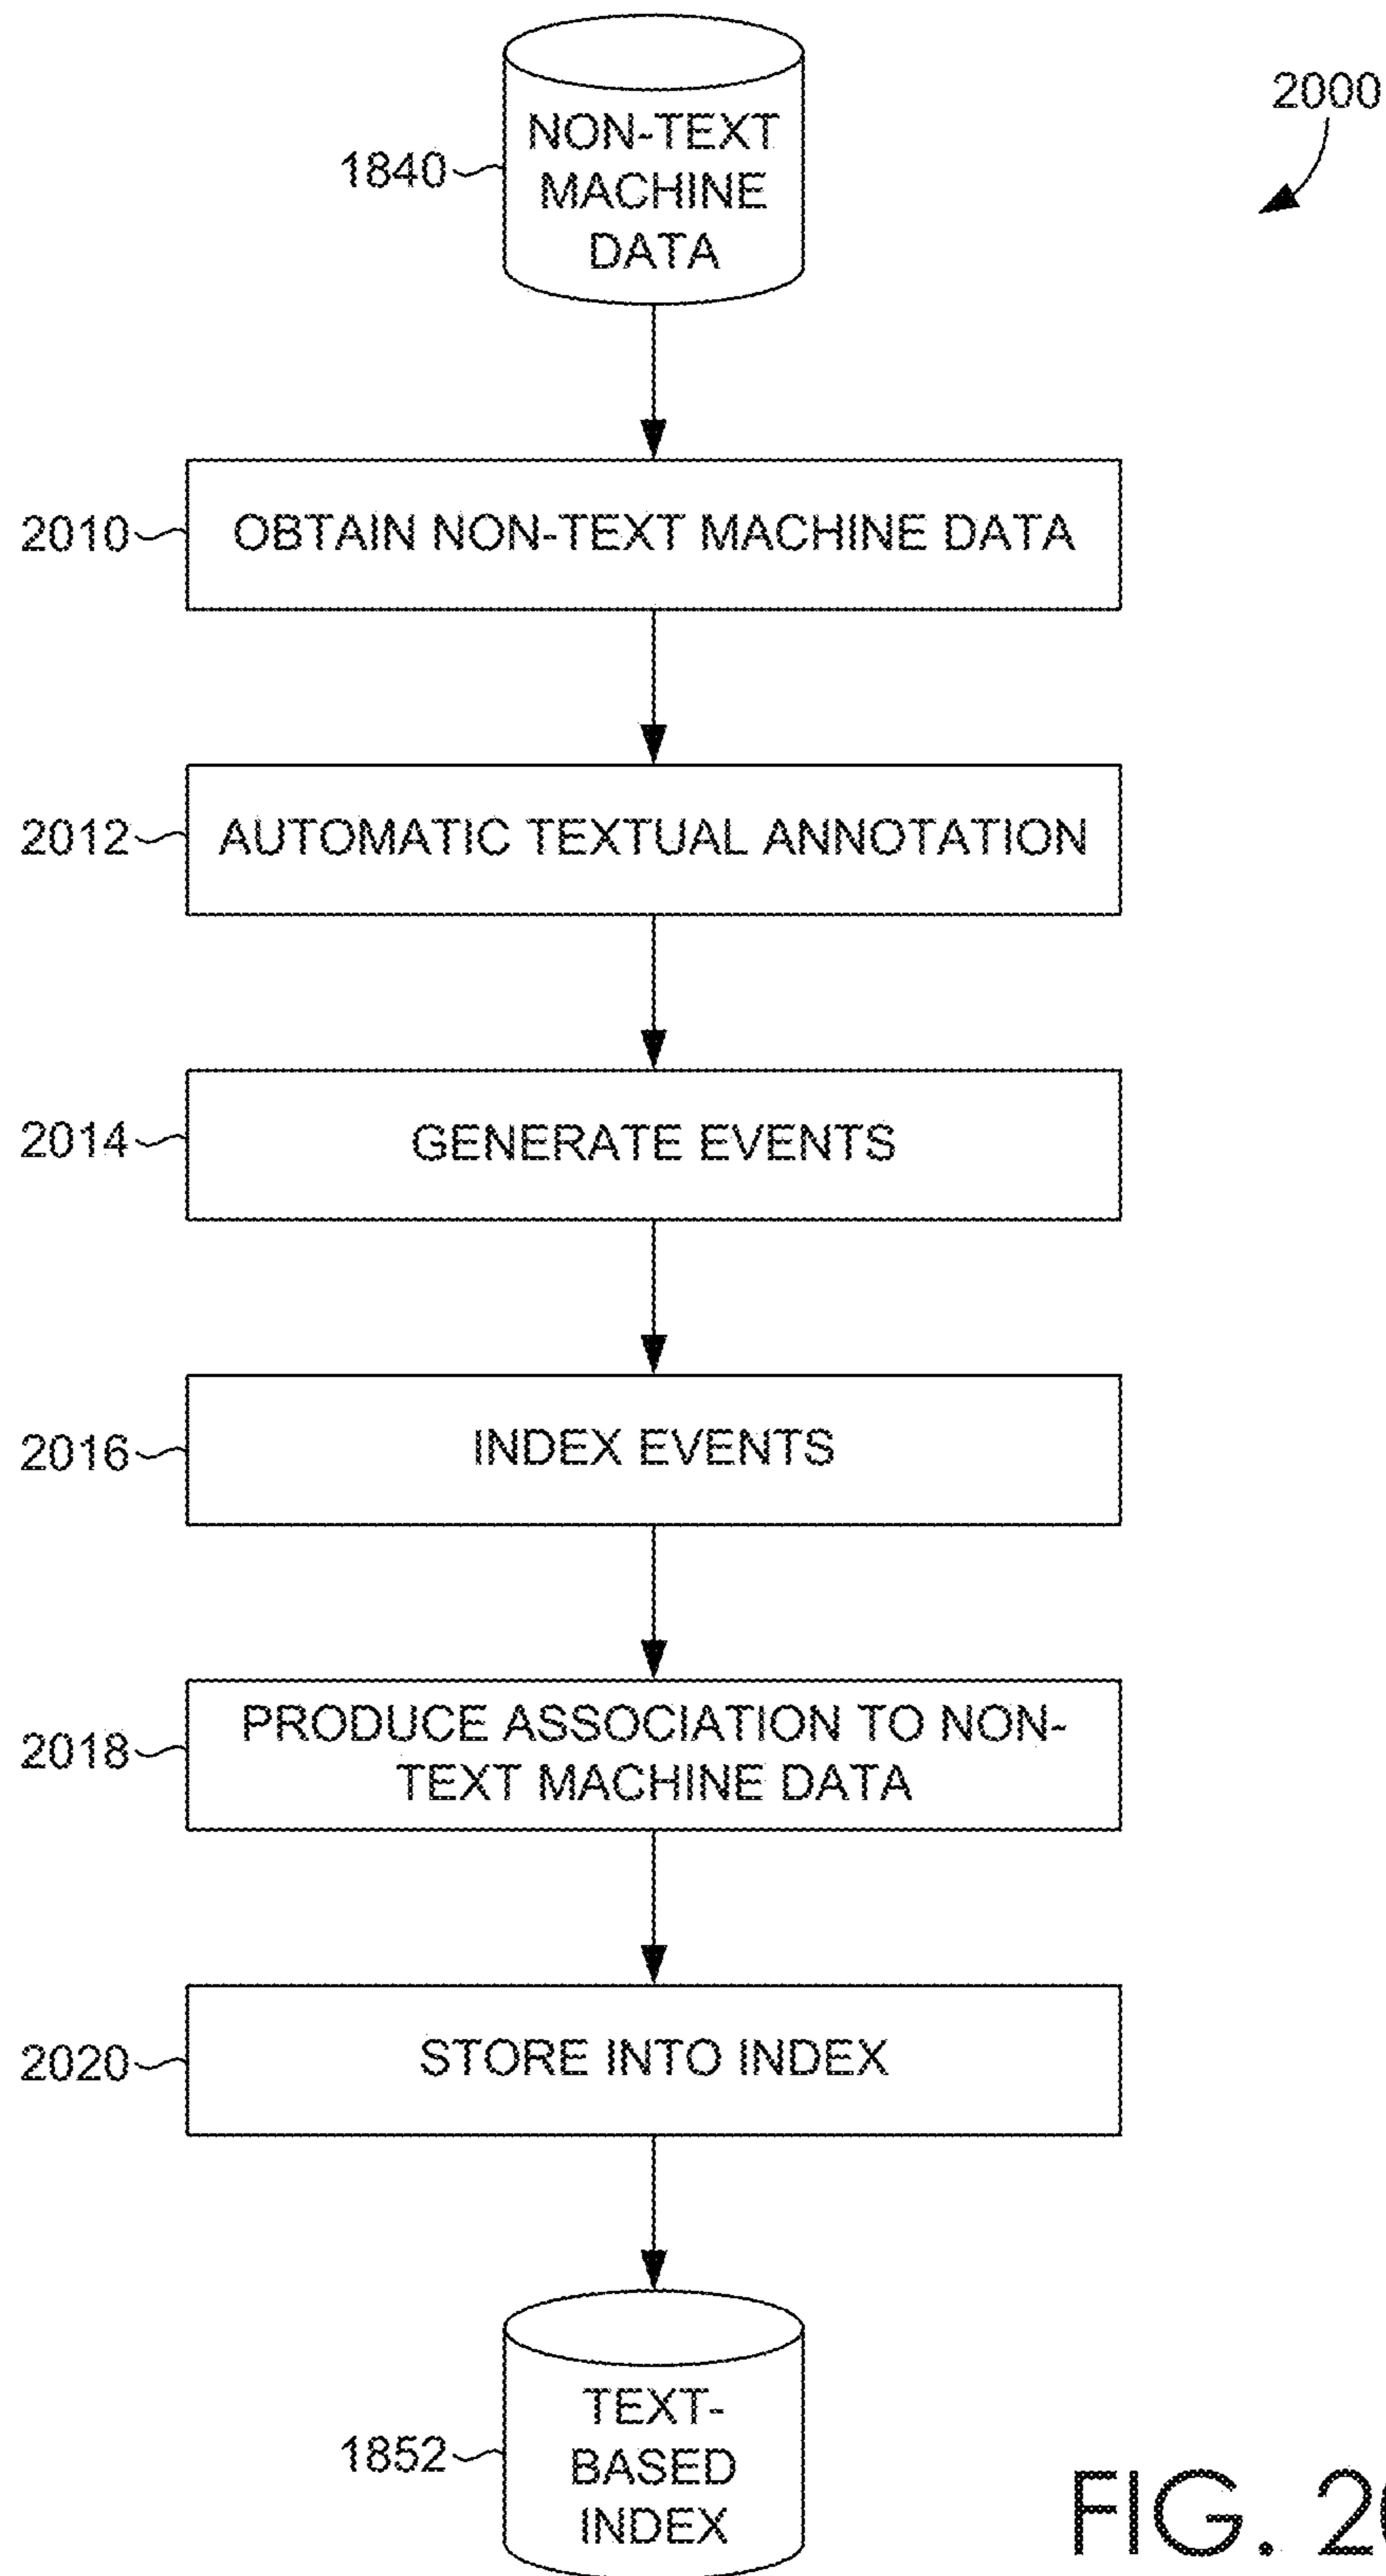 2000
NON-TEXT
MACHINE
DATA
1840
2010
OBTAIN NON-TEXT MACHINE DATA
2012
AUTOMATIC TEXTUAL ANNOTATION
2014
GENERATE EVENTS
2016
INDEX EVENTS
2018
PRODUCE ASSOCIATION TO NON-
TEXT MACHINE DATA
2020
STORE INTO INDEX
1852
TEXT-
BASED
INDEX
FIG. 20